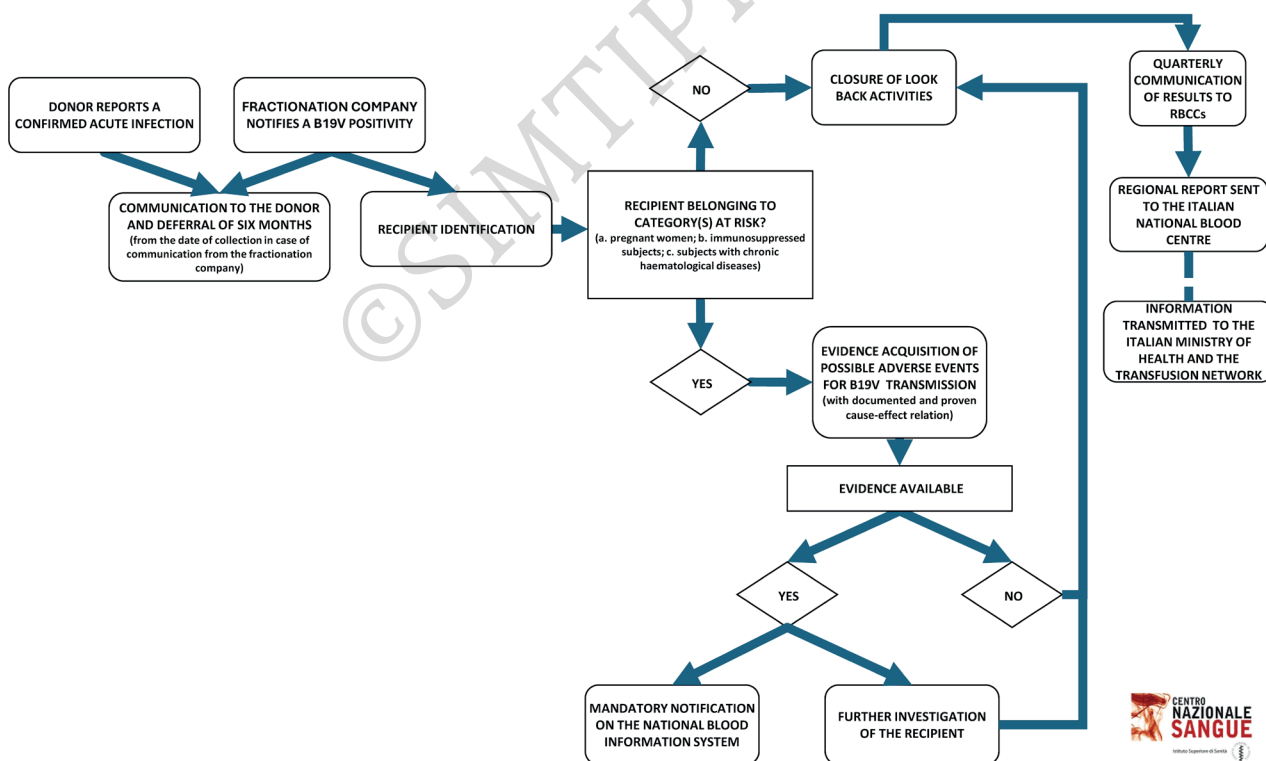 DONOR REPORTS A
CONFIRMED ACUTE INFECTION
FRACTIONATION COMPANY
NOTIFIES A B19V POSITIVITY
COMMUNICATION TO THE DONOR
AND DEFERRAL OF SIX MONTHS
(from the date of collection in case of
communication from the fractionation
company)
RECIPIENT IDENTIFICATION
RECIPIENT BELONGING TO
CATEGORY(S) AT RISK?
(a. pregnant women; b. immunosuppressed
subjects; c. subjects with chronic
haematological diseases)
NO
CLOSURE OF LOOK
BACK ACTIVITIES
QUARTERLY
COMMUNICATION
OF RESULTS TO
RBCCs
REGIONAL REPORT SENT
TO THE ITALIAN
NATIONAL BLOOD
CENTRE
INFORMATION
TRANSMITTED TO THE
ITALIAN MINISTRY OF
HEALTH AND THE
TRANSFUSION NETWORK
YES
EVIDENCE ACQUISITION OF
POSSIBLE ADVERSE EVENTS
FOR B19V TRANSMISSION
(with documented and proven
cause-effect relation)
EVIDENCE AVAILABLE
YES
NO
MANDATORY NOTIFICATION
ON THE NATIONAL BLOOD
INFORMATION SYSTEM
FURTHER INVESTIGATION
OF THE RECIPIENT
CENTRO
NAZIONALE
SANGUE
Istituto Superiore di Sanità
©SIMTIP